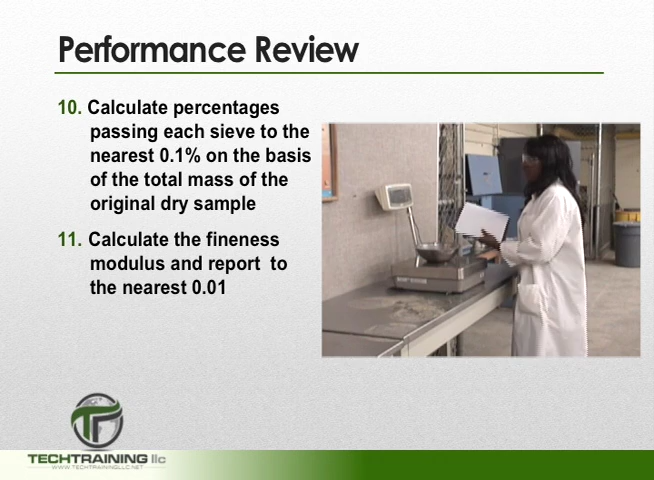 Performance Review
10. Calculate percentages
passing each sieve to the
nearest 0.1% on the basis
of the total mass of the
original dry sample
11. Calculate the fineness
modulus and report  to
the nearest 0.01
TECHTRAINING llc
WWW.TECHTRAININGLLC.NET